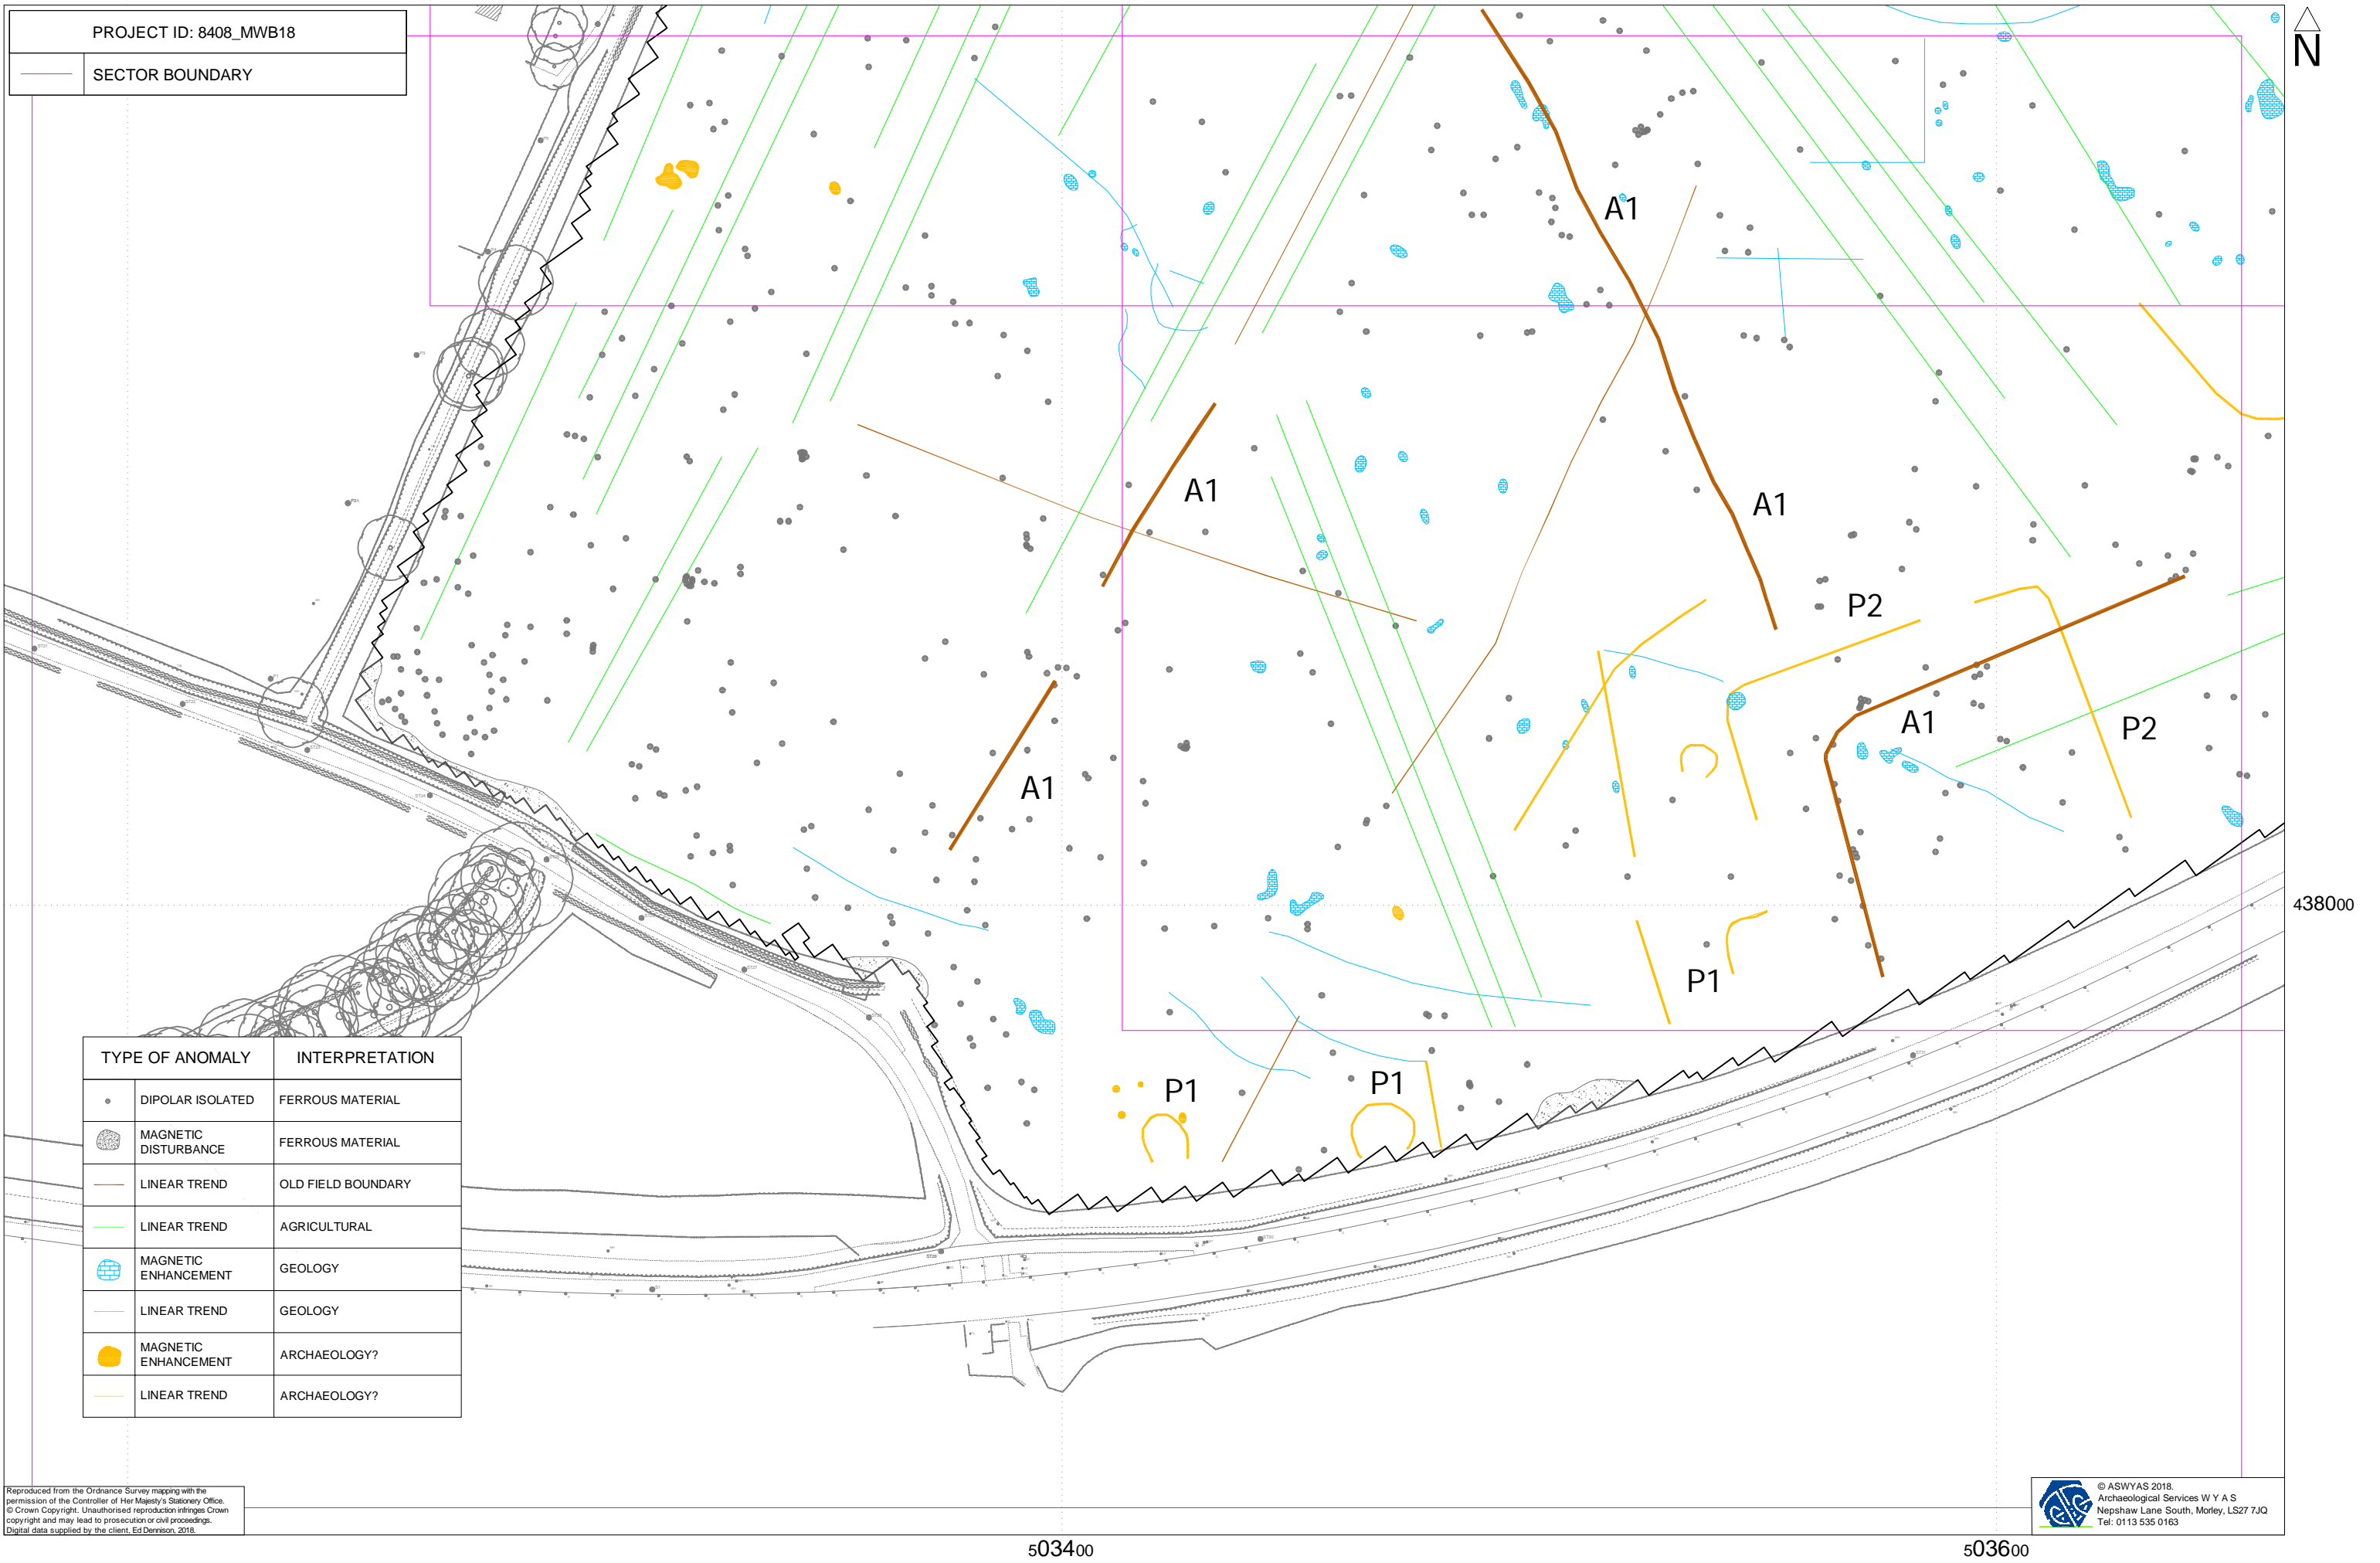 PROJECT ID: 8408_MWB18
SECTOR BOUNDARY
N
A1
A1
A1
P2
A1
P2
A1
438000
P1
P1
P1
TYPE OF ANOMALY INTERPRETATION
DIPOLAR ISOLATED FERROUS MATERIAL
MAGNETIC
DISTURBANCE FERROUS MATERIAL
LINEAR TREND OLD FIELD BOUNDARY
LINEAR TREND AGRICULTURAL
MAGNETIC
ENHANCEMENT GEOLOGY
LINEAR TREND GEOLOGY
MAGNETIC
ENHANCEMENT ARCHAEOLOGY?
LINEAR TREND ARCHAEOLOGY?
Reproduced from the Ordnance Survey mapping with the
permission of the Controller of Her Majesty's Stationery Office.
© Crown Copyright. Unauthorised reproduction infringes Crown
copyright and may lead to prosecution or civil proceedings.
Digital data supplied by the client, Ed Dennison, 2018.
© ASWYAS 2018.
Archaeological Services W Y A S
Nepshaw Lane South, Morley, LS27 7JQ
Tel: 0113 535 0163
503400
503600